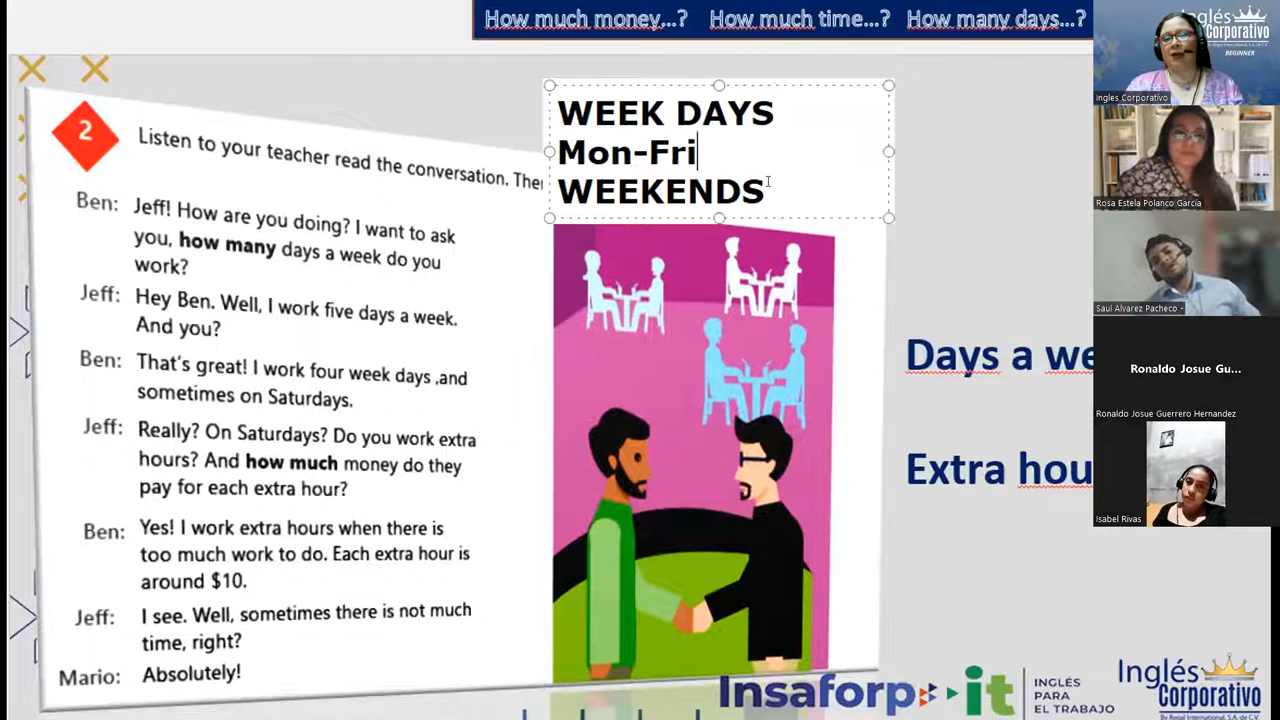 How much money...? How much time...? How many days...?
WEEK DAYS
Mon-Fri
WEEKENDS
2
Listen to your teacher read the conversation. The
Ben: Jeff! How are you doing? I want to ask
you, how many days a week do you
work?
Jeff: Hey Ben. Well, I work five days a week.
And you?
Ben: That's great! I work four week days ,and
sometimes on Saturdays.
Jeff: Really? On Saturdays? Do you work extra
hours? And how much money do they
pay for each extra hour?
Ben: Yes! I work extra hours when there is
too much work to do. Each extra hour is
around $10.
Jeff: I see. Well, sometimes there is not much
time, right?
Mario: Absolutely!
Days a we
Extra hou
Insaforp it
INGLÉS
PARA
EL TRABAJO
Inglés
Corporativo
By Regal International, S.A. de C.V.
Inglés
Corporativo
BEGINNER
Ingles Corporativo
Rosa Estela Polanco García
Saul Alvarez Pacheco -
Ronaldo Josue Gu...
Ronaldo Josue Guerrero Hernandez
Isabel Rivas